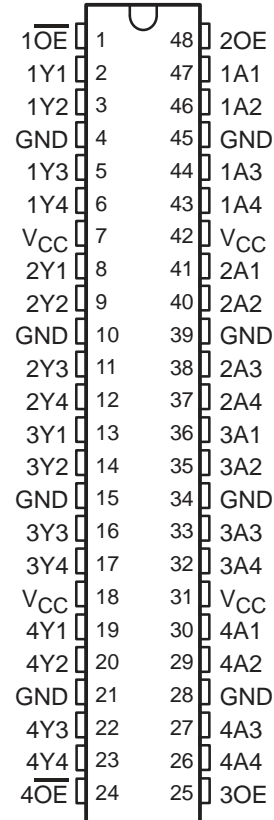 1O̅E̅ 1 48 2OE
1Y1 2 47 1A1
1Y2 3 46 1A2
GND 4 45 GND
1Y3 5 44 1A3
1Y4 6 43 1A4
VCC 7 42 VCC
2Y1 8 41 2A1
2Y2 9 40 2A2
GND 10 39 GND
2Y3 11 38 2A3
2Y4 12 37 2A4
3Y1 13 36 3A1
3Y2 14 35 3A2
GND 15 34 GND
3Y3 16 33 3A3
3Y4 17 32 3A4
VCC 18 31 VCC
4Y1 19 30 4A1
4Y2 20 29 4A2
GND 21 28 GND
4Y3 22 27 4A3
4Y4 23 26 4A4
4O̅E̅ 24 25 3OE